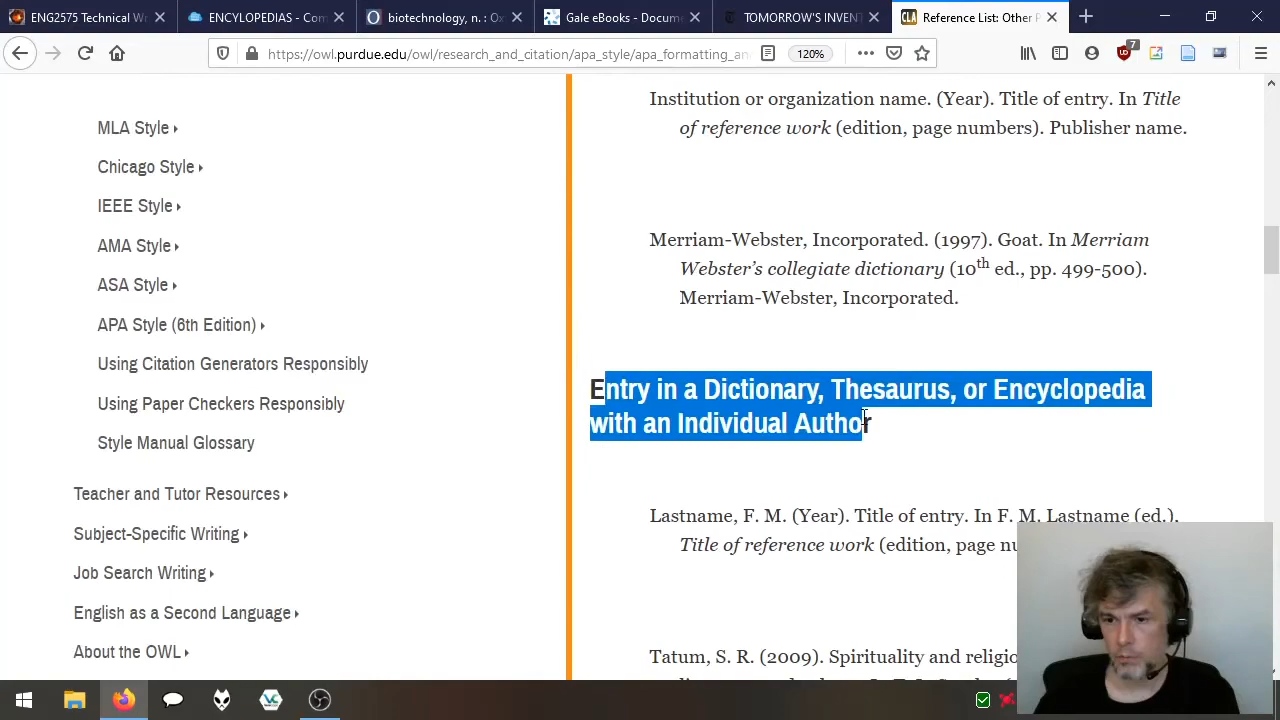 ENG2575 Technical Wr
ENCYLOPEDIAS - Com
biotechnology, n. : Ox
Gale eBooks - Docume
TOMORROW'S INVENT
Reference List: Other P
https://owl.purdue.edu/owl/research_and_citation/apa_style/apa_formatting_an
120%
7
MLA Style
Chicago Style
IEEE Style
AMA Style
ASA Style
APA Style (6th Edition)
Using Citation Generators Responsibly
Using Paper Checkers Responsibly
Style Manual Glossary
Teacher and Tutor Resources
Subject-Specific Writing
Job Search Writing
English as a Second Language
About the OWL
Institution or organization name. (Year). Title of entry. In Title
of reference work (edition, page numbers). Publisher name.
Merriam-Webster, Incorporated. (1997). Goat. In Merriam
Webster's collegiate dictionary (10th ed., pp. 499-500).
Merriam-Webster, Incorporated.
Entry in a Dictionary, Thesaurus, or Encyclopedia
with an Individual Author
Lastname, F. M. (Year). Title of entry. In F. M. Lastname (ed.),
Title of reference work (edition, page nu
Tatum, S. R. (2009). Spirituality and religio